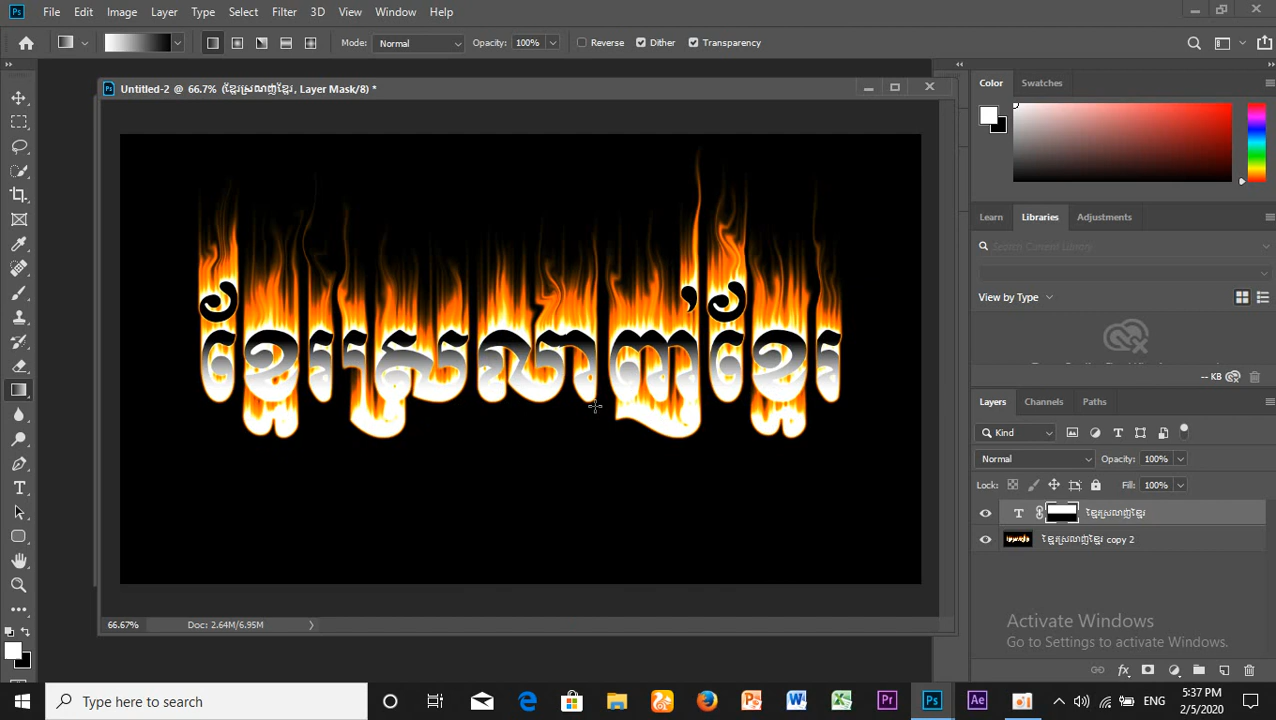 File Edit Image Layer Type Select Filter 3D View Window Help
Mode: Normal Opacity: 100% Reverse Dither Transparency
Untitled-2 @ 66.7% (ខ្មែរស្រលាញ់ខ្មែរ, Layer Mask/8) *
ខ្មែរស្រលាញ់ខ្មែរ
66.67% Doc: 2.64M/6.95M
Color Swatches
Learn Libraries Adjustments
Search Current Library
View by Type
-- KB
Layers Channels Paths
Kind
Normal Opacity: 100%
Lock: Fill: 100%
T ខ្មែរស្រលាញ់ខ្មែរ
ខ្មែរស្រលាញ់ខ្មែរ copy 2
Activate Windows
Go to Settings to activate Windows.
Type here to search
ENG
5:37 PM
2/5/2020